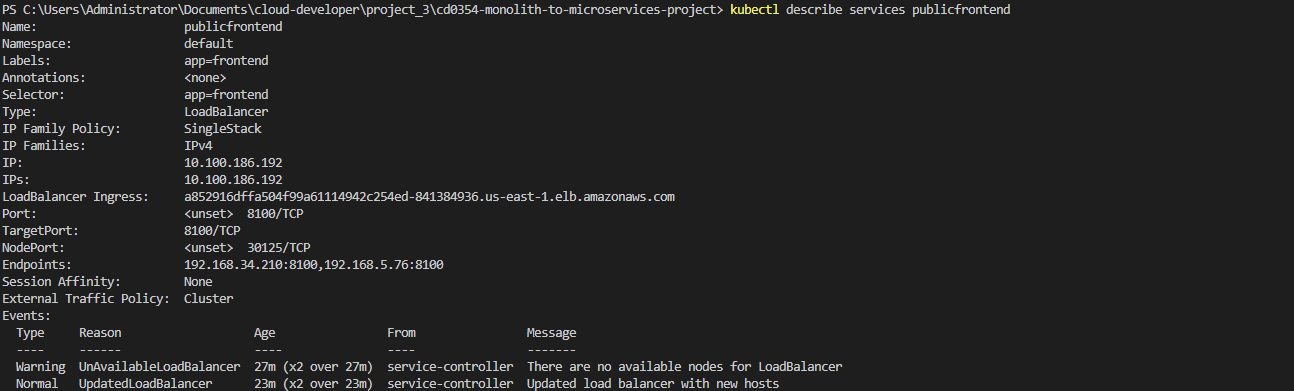 PS C:\Users\Administrator\Documents\cloud-developer\project_3\cd0354-monolith-to-microservices-project> kubectl describe services publicfrontend
Name:                     publicfrontend
Namespace:                default
Labels:                   app=frontend
Annotations:              <none>
Selector:                 app=frontend
Type:                     LoadBalancer
IP Family Policy:         SingleStack
IP Families:              IPv4
IP:                       10.100.186.192
IPs:                      10.100.186.192
LoadBalancer Ingress:     a852916dffa504f99a61114942c254ed-841384936.us-east-1.elb.amazonaws.com
Port:                     <unset>  8100/TCP
TargetPort:               8100/TCP
NodePort:                 <unset>  30125/TCP
Endpoints:                192.168.34.210:8100,192.168.5.76:8100
Session Affinity:         None
External Traffic Policy:  Cluster
Events:
  Type     Reason                   Age                 From                Message
  ----     ------                   ----                ----                -------
  Warning  UnAvailableLoadBalancer  27m (x2 over 27m)   service-controller  There are no available nodes for LoadBalancer
  Normal   UpdatedLoadBalancer      23m (x2 over 23m)   service-controller  Updated load balancer with new hosts